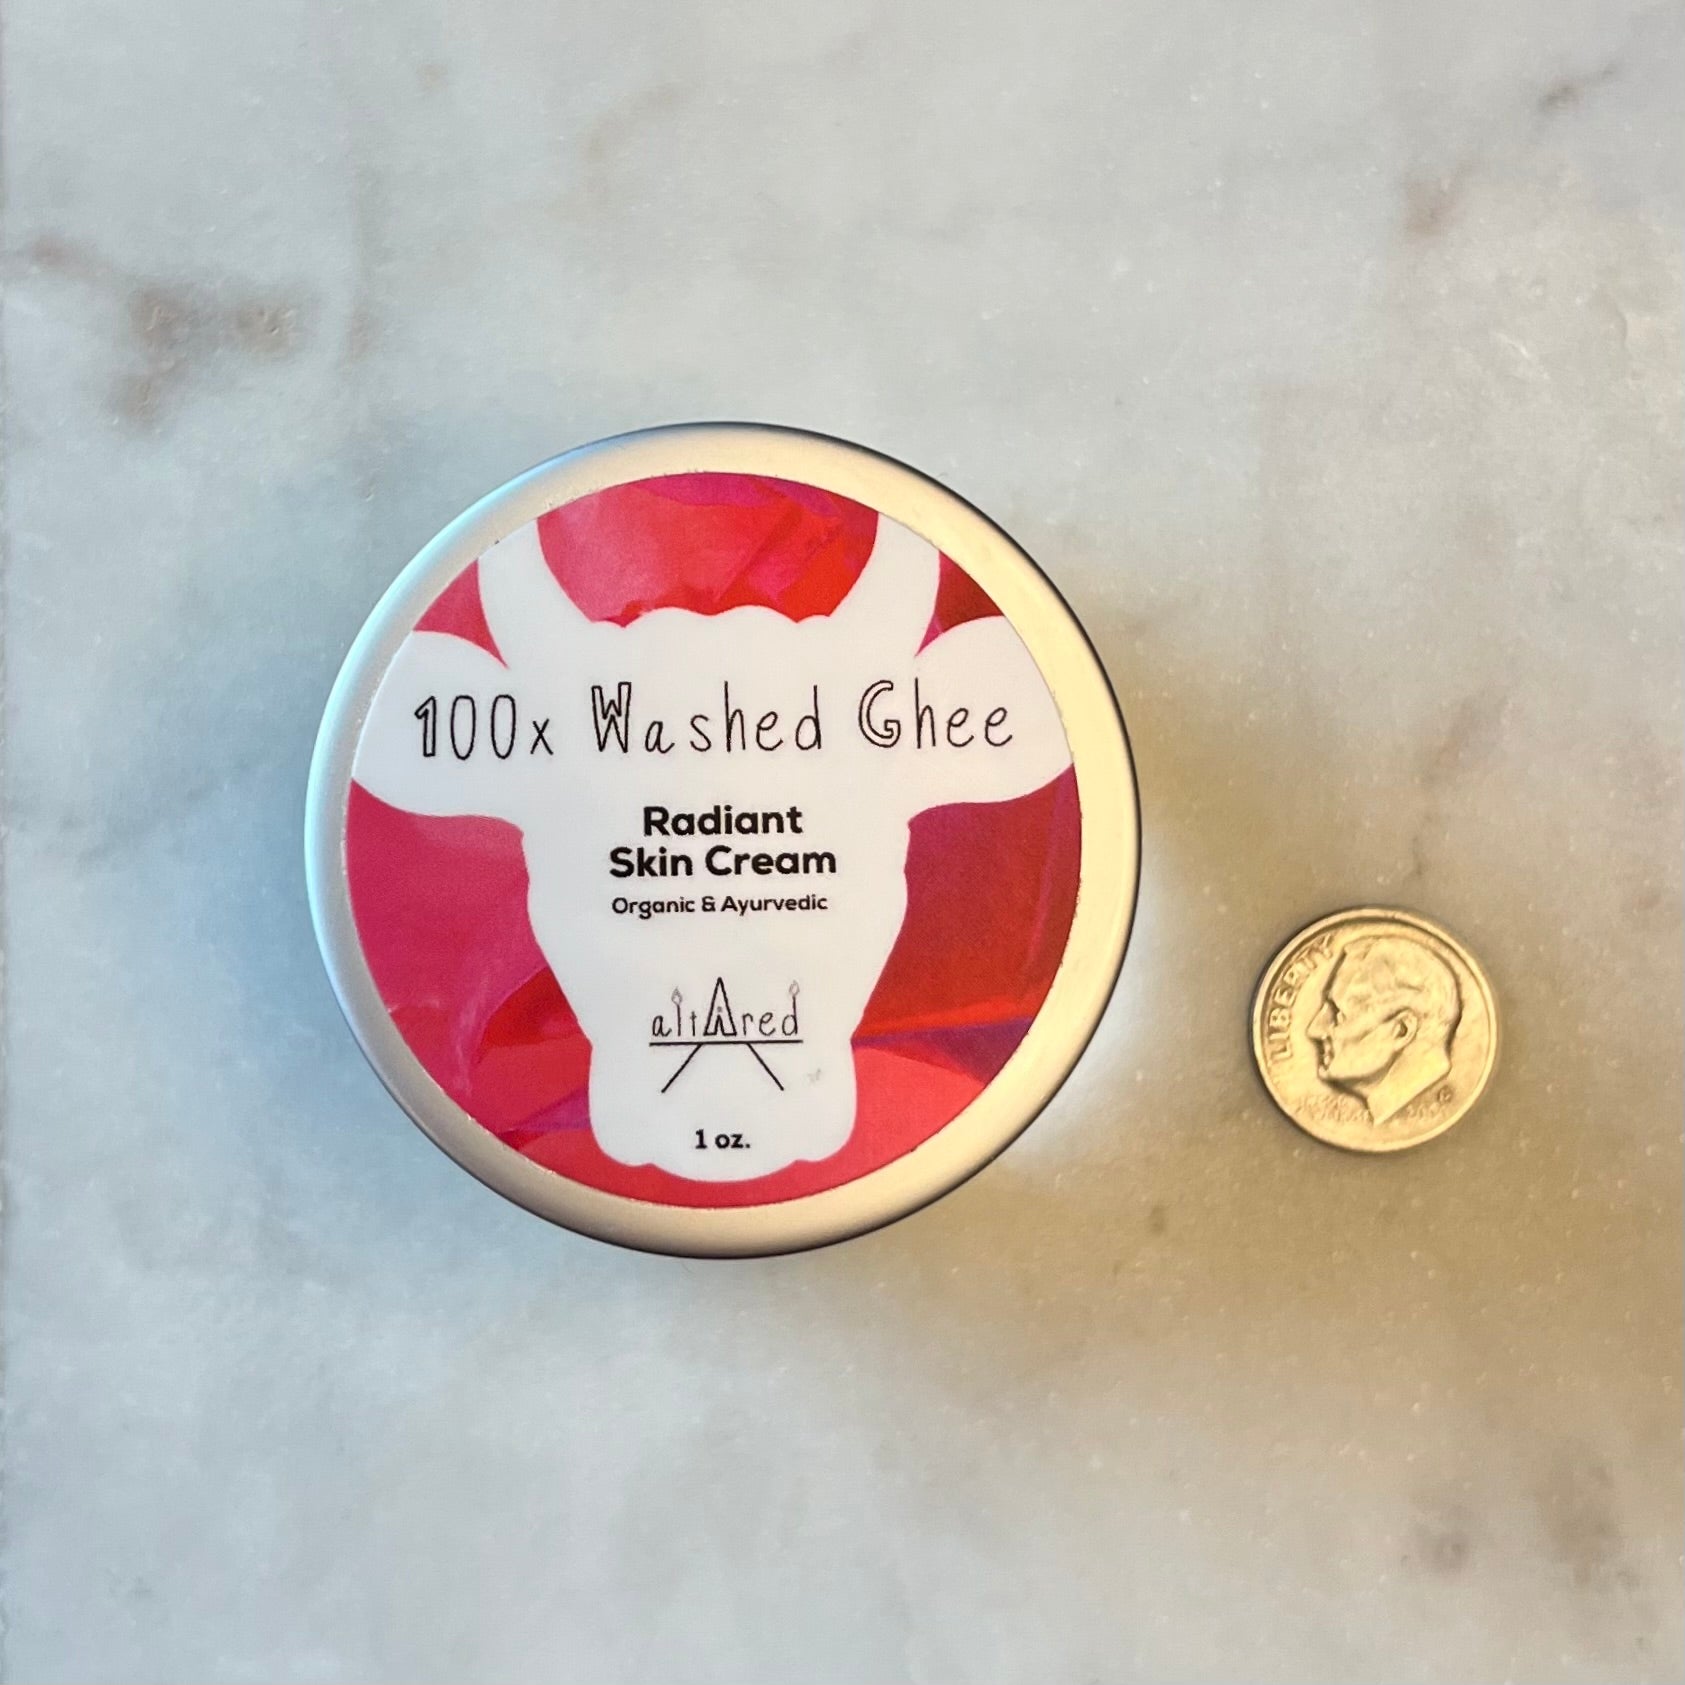 100x Washed Ghee
Radiant
Skin Cream
Organic & Ayurvedic
altAred
1 oz.
LIBERTY